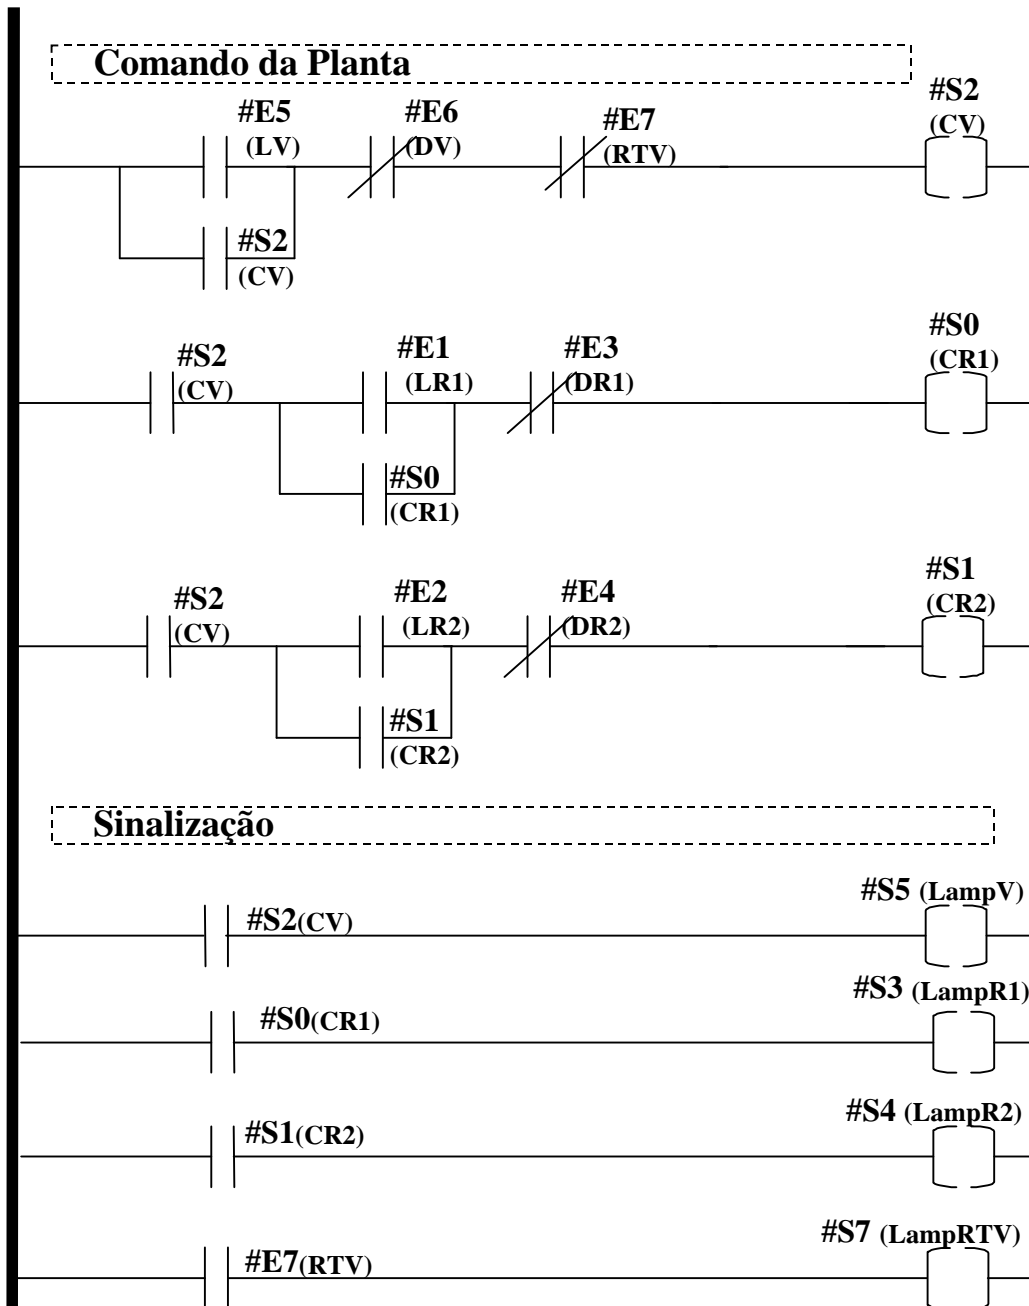 Comando da Planta
#E5
(LV)
#E6
(DV)
#E7
(RTV)
#S2
(CV)
#S2
(CV)
#S2
(CV)
#E1
(LR1)
#E3
(DR1)
#S0
(CR1)
#S0
(CR1)
#S2
(CV)
#E2
(LR2)
#E4
(DR2)
#S1
(CR2)
#S1
(CR2)
Sinalização
#S2(CV)
#S5 (LampV)
#S0(CR1)
#S3 (LampR1)
#S1(CR2)
#S4 (LampR2)
#E7(RTV)
#S7 (LampRTV)